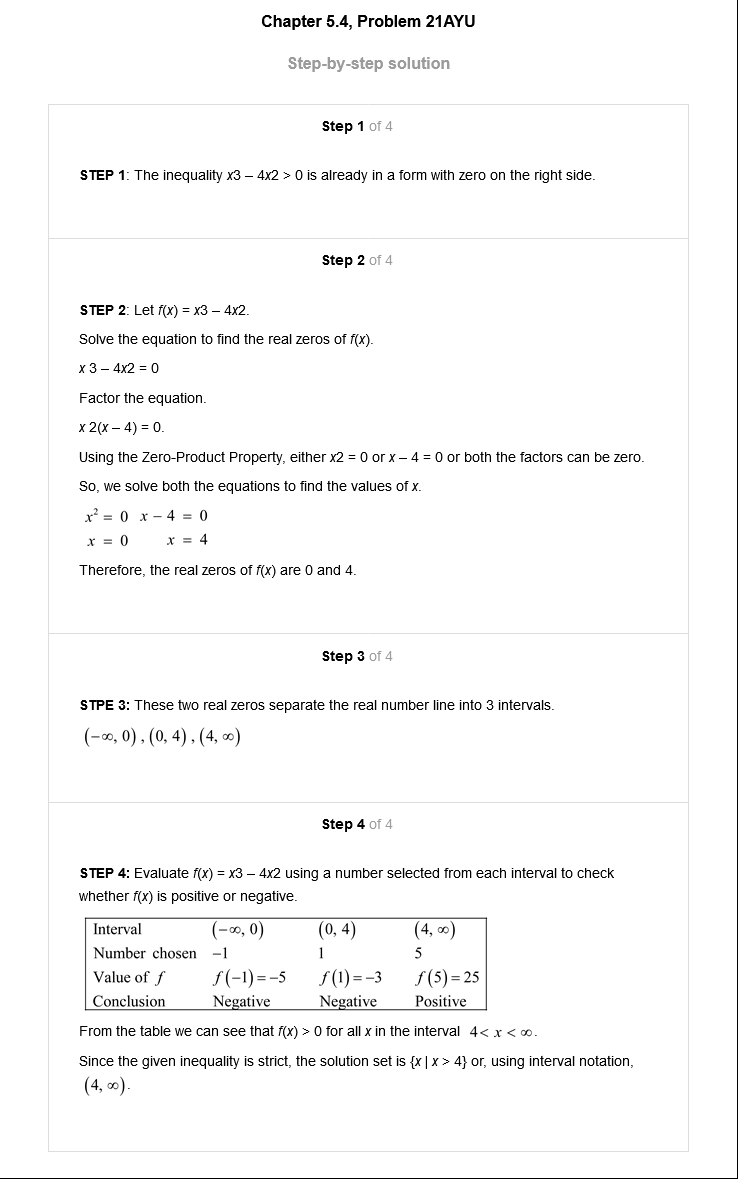 Chapter 5.4, Problem 21AYU
Step-by-step solution
Step 1 of 4
STEP 1: The inequality x3 – 4x2 > 0 is already in a form with zero on the right side.
Step 2 of 4
STEP 2: Let f(x) = x3 – 4x2.
Solve the equation to find the real zeros of f(x).
x 3 – 4x2 = 0
Factor the equation.
x 2(x – 4) = 0.
Using the Zero-Product Property, either x2 = 0 or x – 4 = 0 or both the factors can be zero.
So, we solve both the equations to find the values of x.
x² = 0 x − 4 = 0
x = 0 x = 4
Therefore, the real zeros of f(x) are 0 and 4.
Step 3 of 4
STPE 3: These two real zeros separate the real number line into 3 intervals.
(−∞, 0) , (0, 4) , (4, ∞)
Step 4 of 4
STEP 4: Evaluate f(x) = x3 – 4x2 using a number selected from each interval to check
whether f(x) is positive or negative.
Interval (−∞, 0) (0, 4) (4, ∞)
Number chosen −1 1 5
Value of f f(−1) = −5 f(1) = −3 f(5) = 25
Conclusion Negative Negative Positive
From the table we can see that f(x) > 0 for all x in the interval 4 < x < ∞.
Since the given inequality is strict, the solution set is {x | x > 4} or, using interval notation,
(4, ∞).